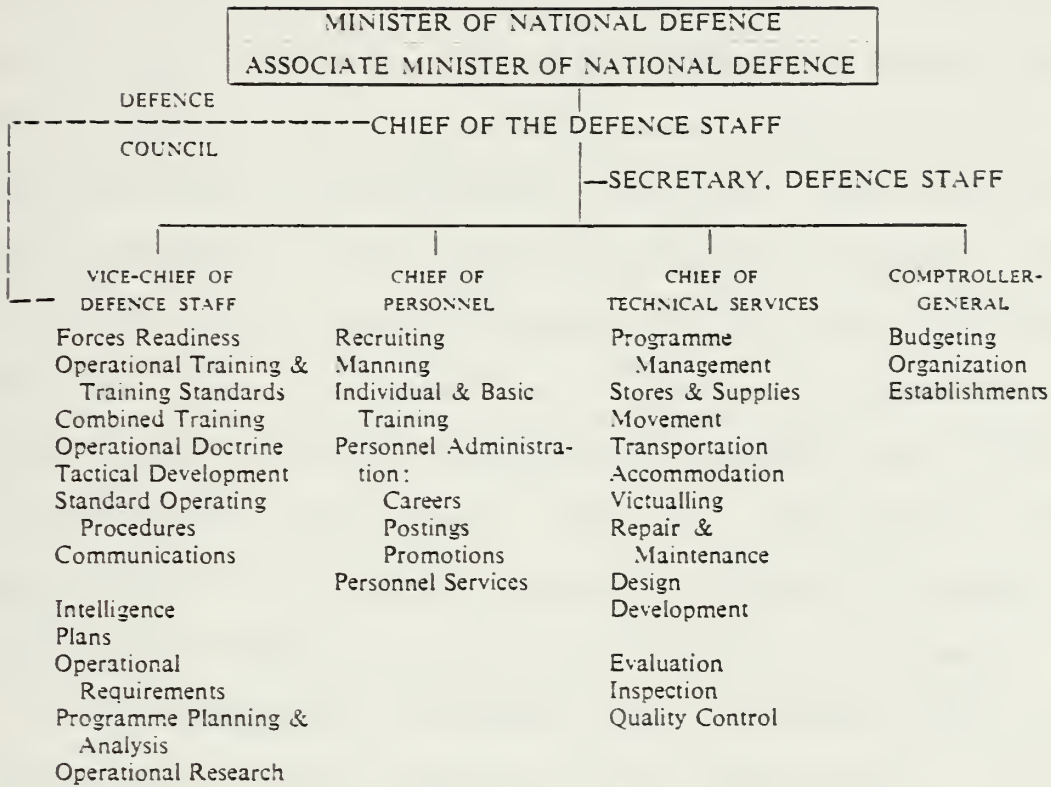 MINISTER OF NATIONAL DEFENCE
ASSOCIATE MINISTER OF NATIONAL DEFENCE
DEFENCE
COUNCIL
CHIEF OF THE DEFENCE STAFF
SECRETARY, DEFENCE STAFF
VICE-CHIEF OF
DEFENCE STAFF
Forces Readiness
Operational Training &
Training Standards
Combined Training
Operational Doctrine
Tactical Development
Standard Operating
Procedures
Communications
Intelligence
Plans
Operational
Requirements
Programme Planning &
Analysis
Operational Research
CHIEF OF
PERSONNEL
Recruiting
Manning
Individual & Basic
Training
Personnel Administra-
tion:
Careers
Postings
Promotions
Personnel Services
CHIEF OF
TECHNICAL SERVICES
Programme
Management
Stores & Supplies
Movement
Transportation
Accommodation
Victualling
Repair &
Maintenance
Design
Development
Evaluation
Inspection
Quality Control
COMPTROLLER-
GENERAL
Budgeting
Organization
Establishments